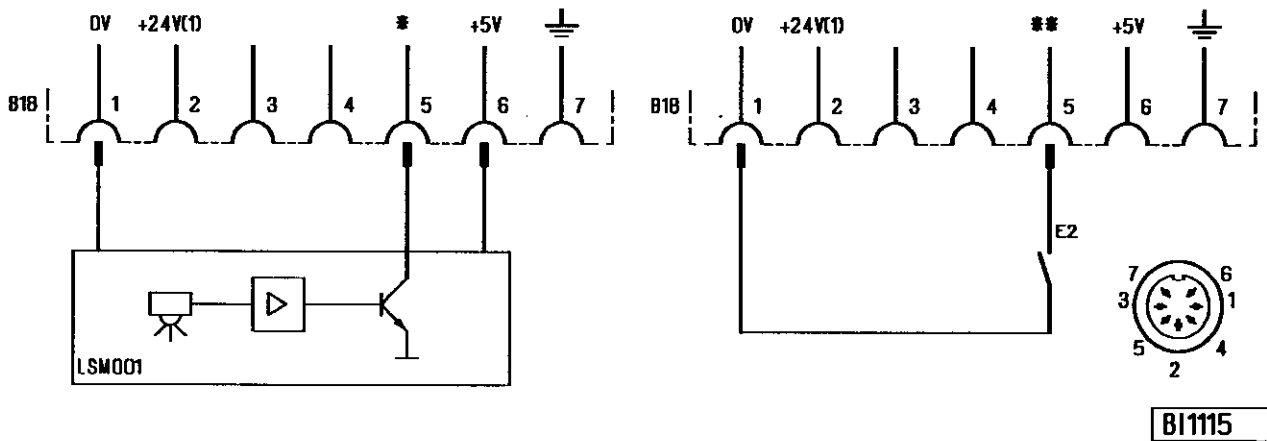 0V +24V(1) * +5V
B18 1 2 3 4 5 6 7
LSM001
0V +24V(1) ** +5V
B18 1 2 3 4 5 6 7
E2
7 6
3 1
5 4
2
BI1115